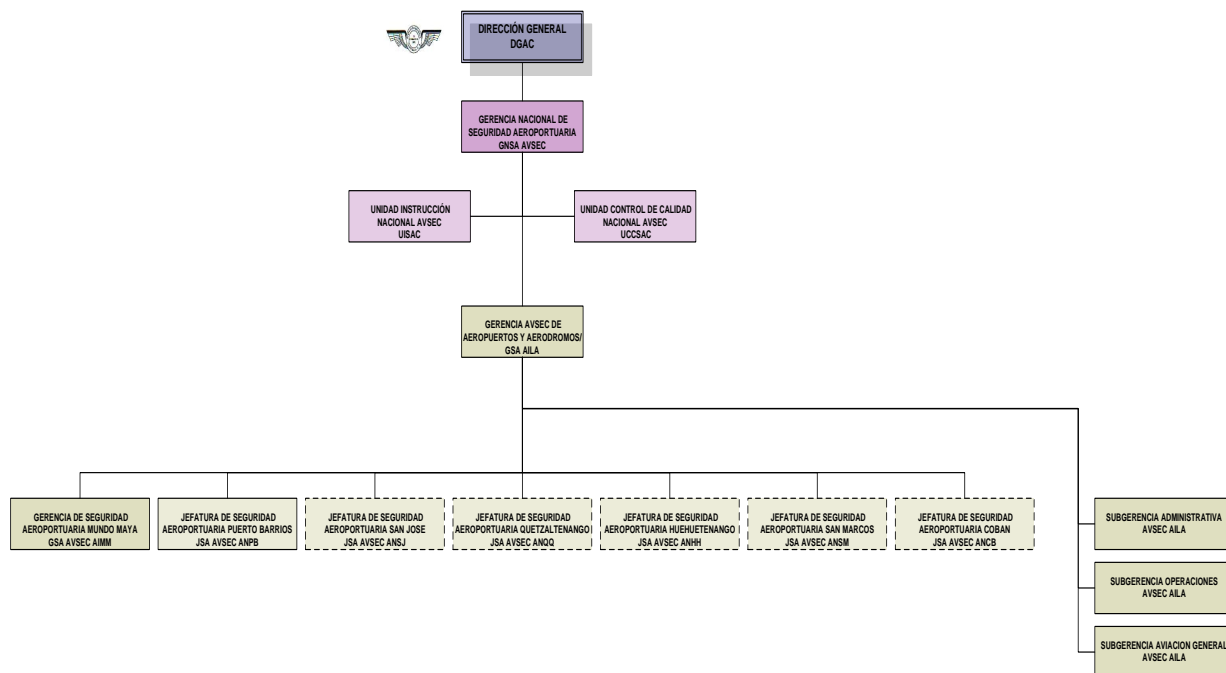 DIRECCIÓN GENERAL
DGAC
GERENCIA NACIONAL DE
SEGURIDAD AEROPORTUARIA
GNSA AVSEC
UNIDAD INSTRUCCIÓN
NACIONAL AVSEC
UISAC
UNIDAD CONTROL DE CALIDAD
NACIONAL AVSEC
UCCSAC
GERENCIA AVSEC DE
AEROPUERTOS Y AERODROMOS/
GSA AILA
GERENCIA DE SEGURIDAD
AEROPORTUARIA MUNDO MAYA
GSA AVSEC AIMM
JEFATURA DE SEGURIDAD
AEROPORTUARIA PUERTO BARRIOS
JSA AVSEC ANPB
JEFATURA DE SEGURIDAD
AEROPORTUARIA SAN JOSE
JSA AVSEC ANSJ
JEFATURA DE SEGURIDAD
AEROPORTUARIA QUETZALTENANGO
JSA AVSEC ANQQ
JEFATURA DE SEGURIDAD
AEROPORTUARIA HUEHUETENANGO
JSA AVSEC ANHH
JEFATURA DE SEGURIDAD
AEROPORTUARIA SAN MARCOS
JSA AVSEC ANSM
JEFATURA DE SEGURIDAD
AEROPORTUARIA COBAN
JSA AVSEC ANCB
SUBGERENCIA ADMINISTRATIVA
AVSEC AILA
SUBGERENCIA OPERACIONES
AVSEC AILA
SUBGERENCIA AVIACION GENERAL
AVSEC AILA